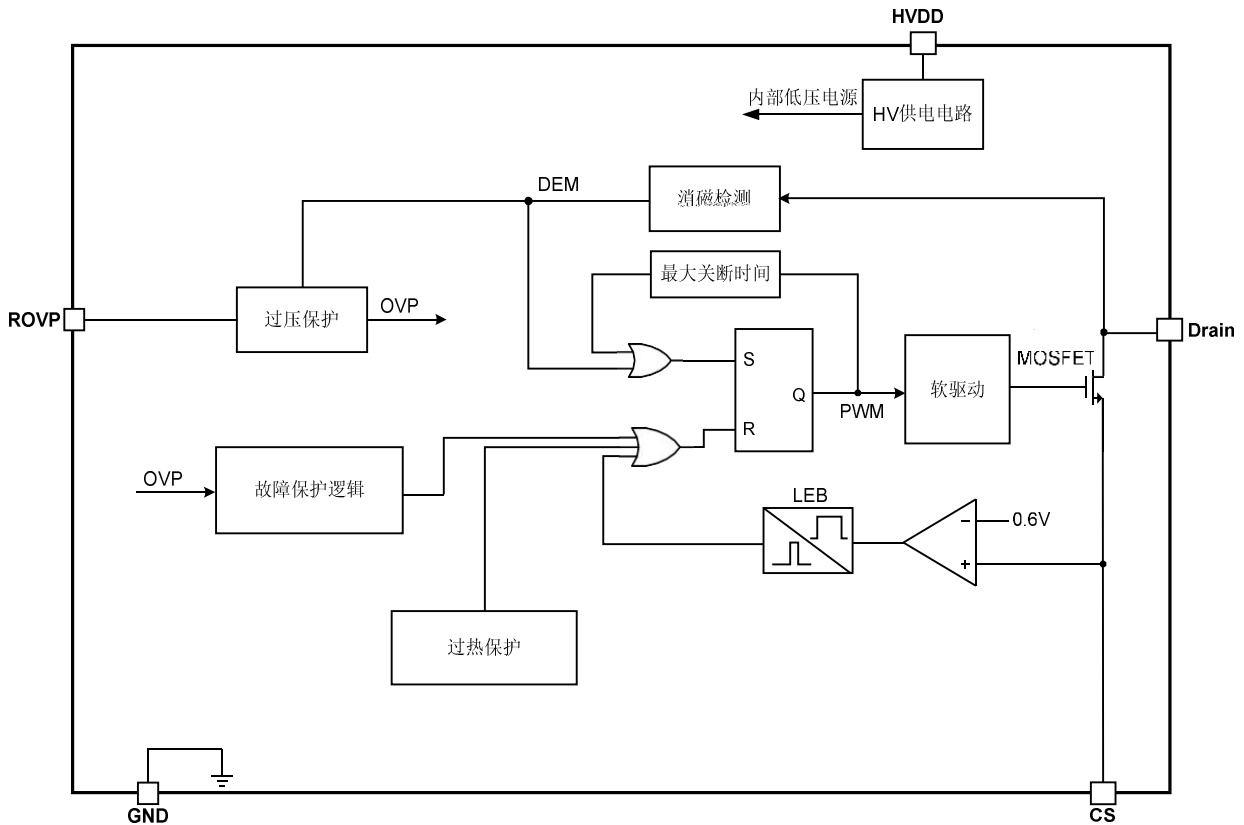 HVDD
内部低压电源
HV供电电路
DEM
消磁检测
最大关断时间
ROVP
过压保护
OVP
Drain
S
Q
R
PWM
软驱动
MOSFET
OVP
故障保护逻辑
LEB
－
0.6V
+
过热保护
GND
CS